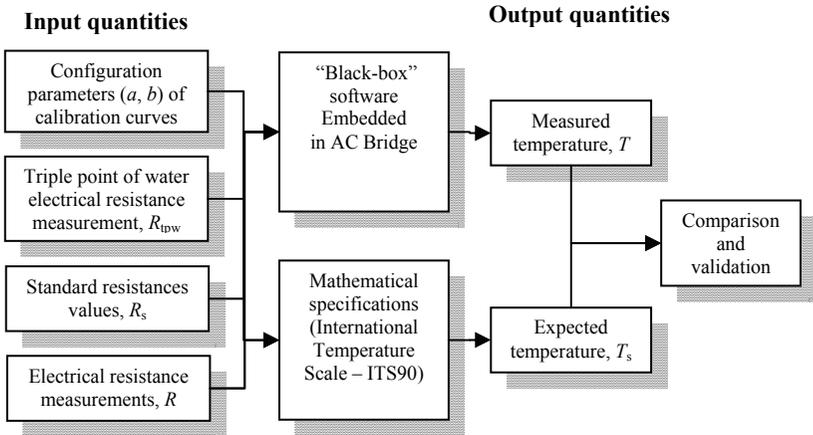 Input quantities
Output quantities
Configuration
parameters (a, b) of
calibration curves
Triple point of water
electrical resistance
measurement, Rtpw
Standard resistances
values, Rs
Electrical resistance
measurements, R
“Black-box”
software
Embedded
in AC Bridge
Mathematical
specifications
(International
Temperature
Scale – ITS90)
Measured
temperature, T
Expected
temperature, Ts
Comparison
and
validation